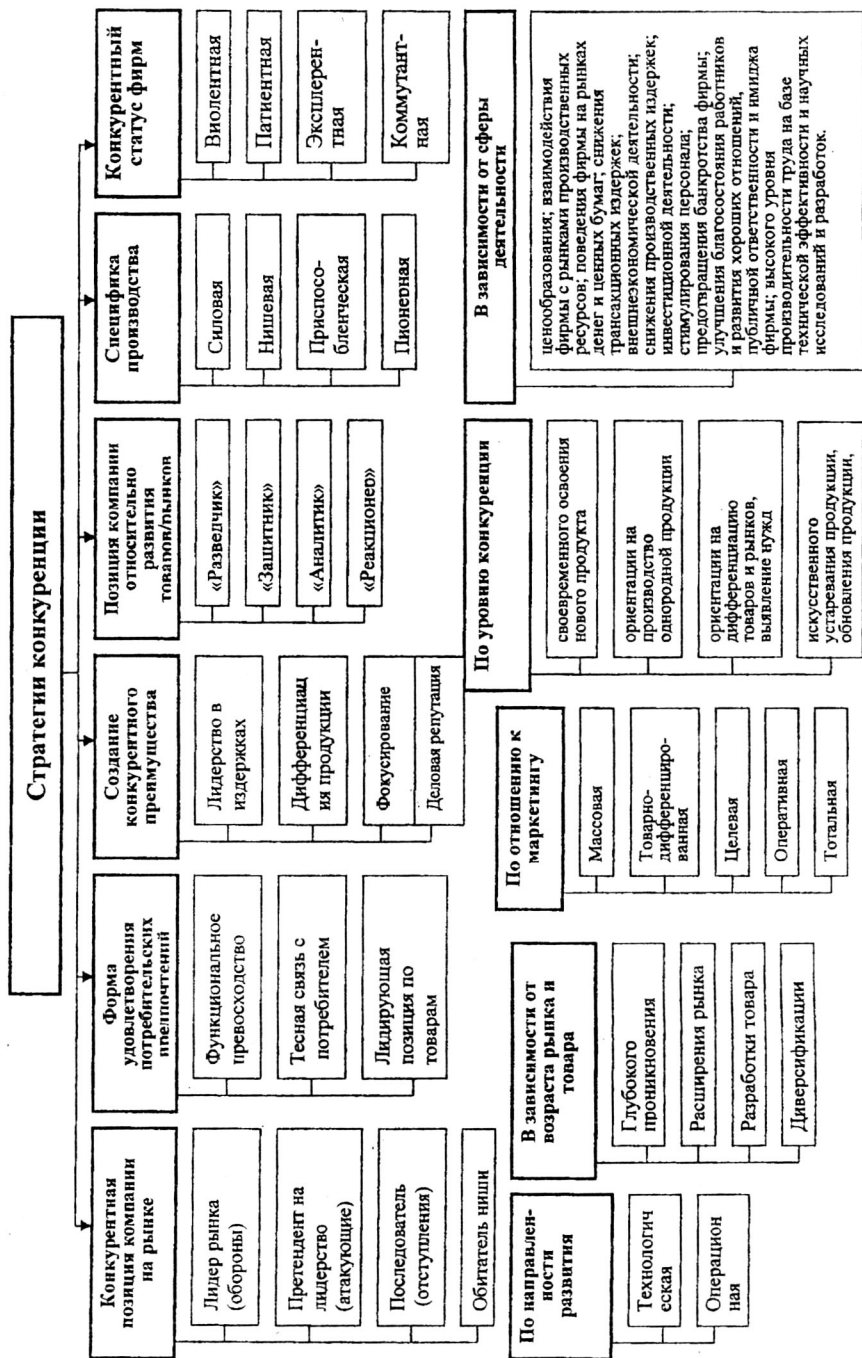 Стратегии конкуренции
Конкурентная
позиция компании
на рынке
Лидер рынка
(обороны)
Претендент на
лидерство
(атакующие)
Последователь
(отступления)
Обитатель ниши
Форма
удовлетворения
потребительских
предпочтений
Функциональное
превосходство
Тесная связь с
потребителем
Лидирующая
позиция по
товарам
Создание
конкурентного
преимущества
Лидерство в
издержках
Дифференциац
ия продукции
Фокусирование
Деловая репутация
Позиция компании
относительно
развития
товаров/рынков
«Разведчик»
«Защитник»
«Аналитик»
«Реакционер»
Специфика
производства
Силовая
Нишевая
Приспосо-
бленческая
Пионерная
Конкурентный
статус фирм
Виолентная
Патиентная
Эксплерен-
тная
Коммутант-
ная
По направлен-
ности
развития
Технологич
еская
Операцион
ная
В зависимости от
возраста рынка и
товара
Глубокого
проникновения
Расширения рынка
Разработки товара
Диверсификации
По отношению к
маркетингу
Массовая
Товарно-
дифференциро-
ванная
Целевая
Оперативная
Тотальная
По уровню конкуренции
своевременного освоения
нового продукта
ориентации на
производство
однородной продукции
ориентации на
дифференциацию
товаров и рынков,
выявление нужд
искусственного
устаревания продукции,
обновления продукции,
В зависимости от сферы
деятельности
ценообразования; взаимодействия
фирмы с рынками производственных
ресурсов; поведения фирмы на рынках
денег и ценных бумаг; снижения
трансакционных издержек;
внешнеэкономической деятельности;
снижения производственных издержек;
инвестиционной деятельности;
стимулирования персонала;
предотвращения банкротства фирмы;
улучшения благосостояния работников
и развития хороших отношений,
публичной ответственности и имиджа
фирмы; высокого уровня
производительности труда на базе
технической эффективности и научных
исследований и разработок.